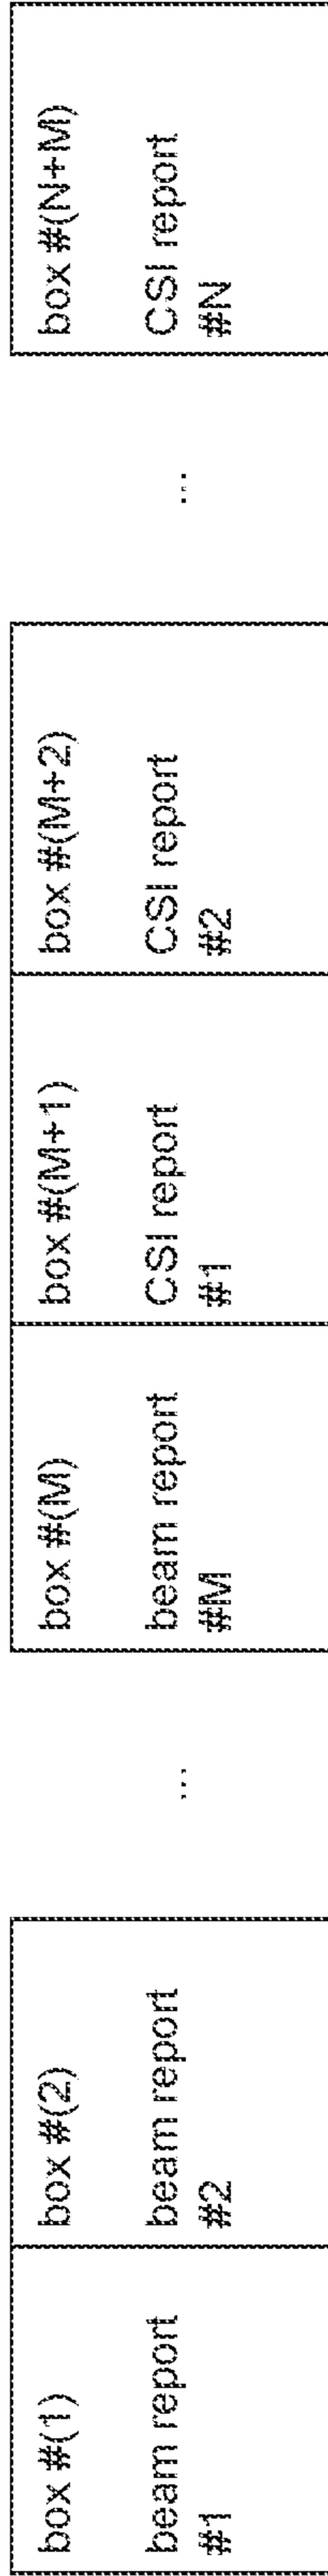 box #(1)
beam report
#1
box #(2)
beam report
#2
...
box #(M)
beam report
#M
box #(M+1)
CSI report
#1
box #(M+2)
CSI report
#2
...
box #(N+M)
CSI report
#N